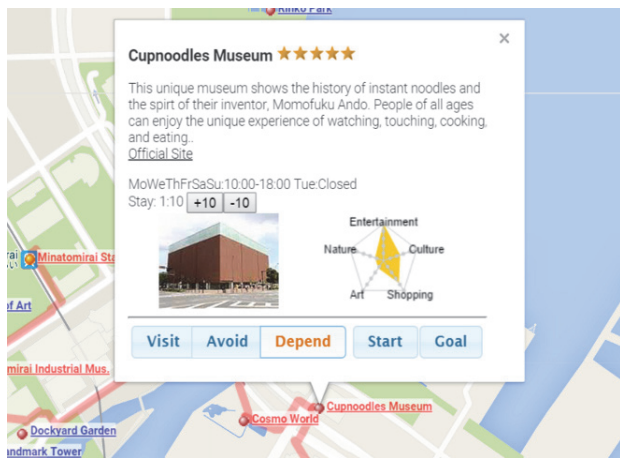 Rinko Park
×
Cupnoodles Museum
This unique museum shows the history of instant noodles and
the spirt of their inventor, Momofuku Ando. People of all ages
can enjoy the unique experience of watching, touching, cooking,
and eating..
Official Site
MoWeThFrSaSu:10:00-18:00 Tue:Closed
Stay: 1:10 +10 -10
Entertainment
Nature Culture
Art Shopping
Visit Avoid Depend Start Goal
Minatomirai Sta
of Art
mirai Industrial Mus.
Cupnoodles Museum
Cosmo World
Dockyard Garden
andmark Tower